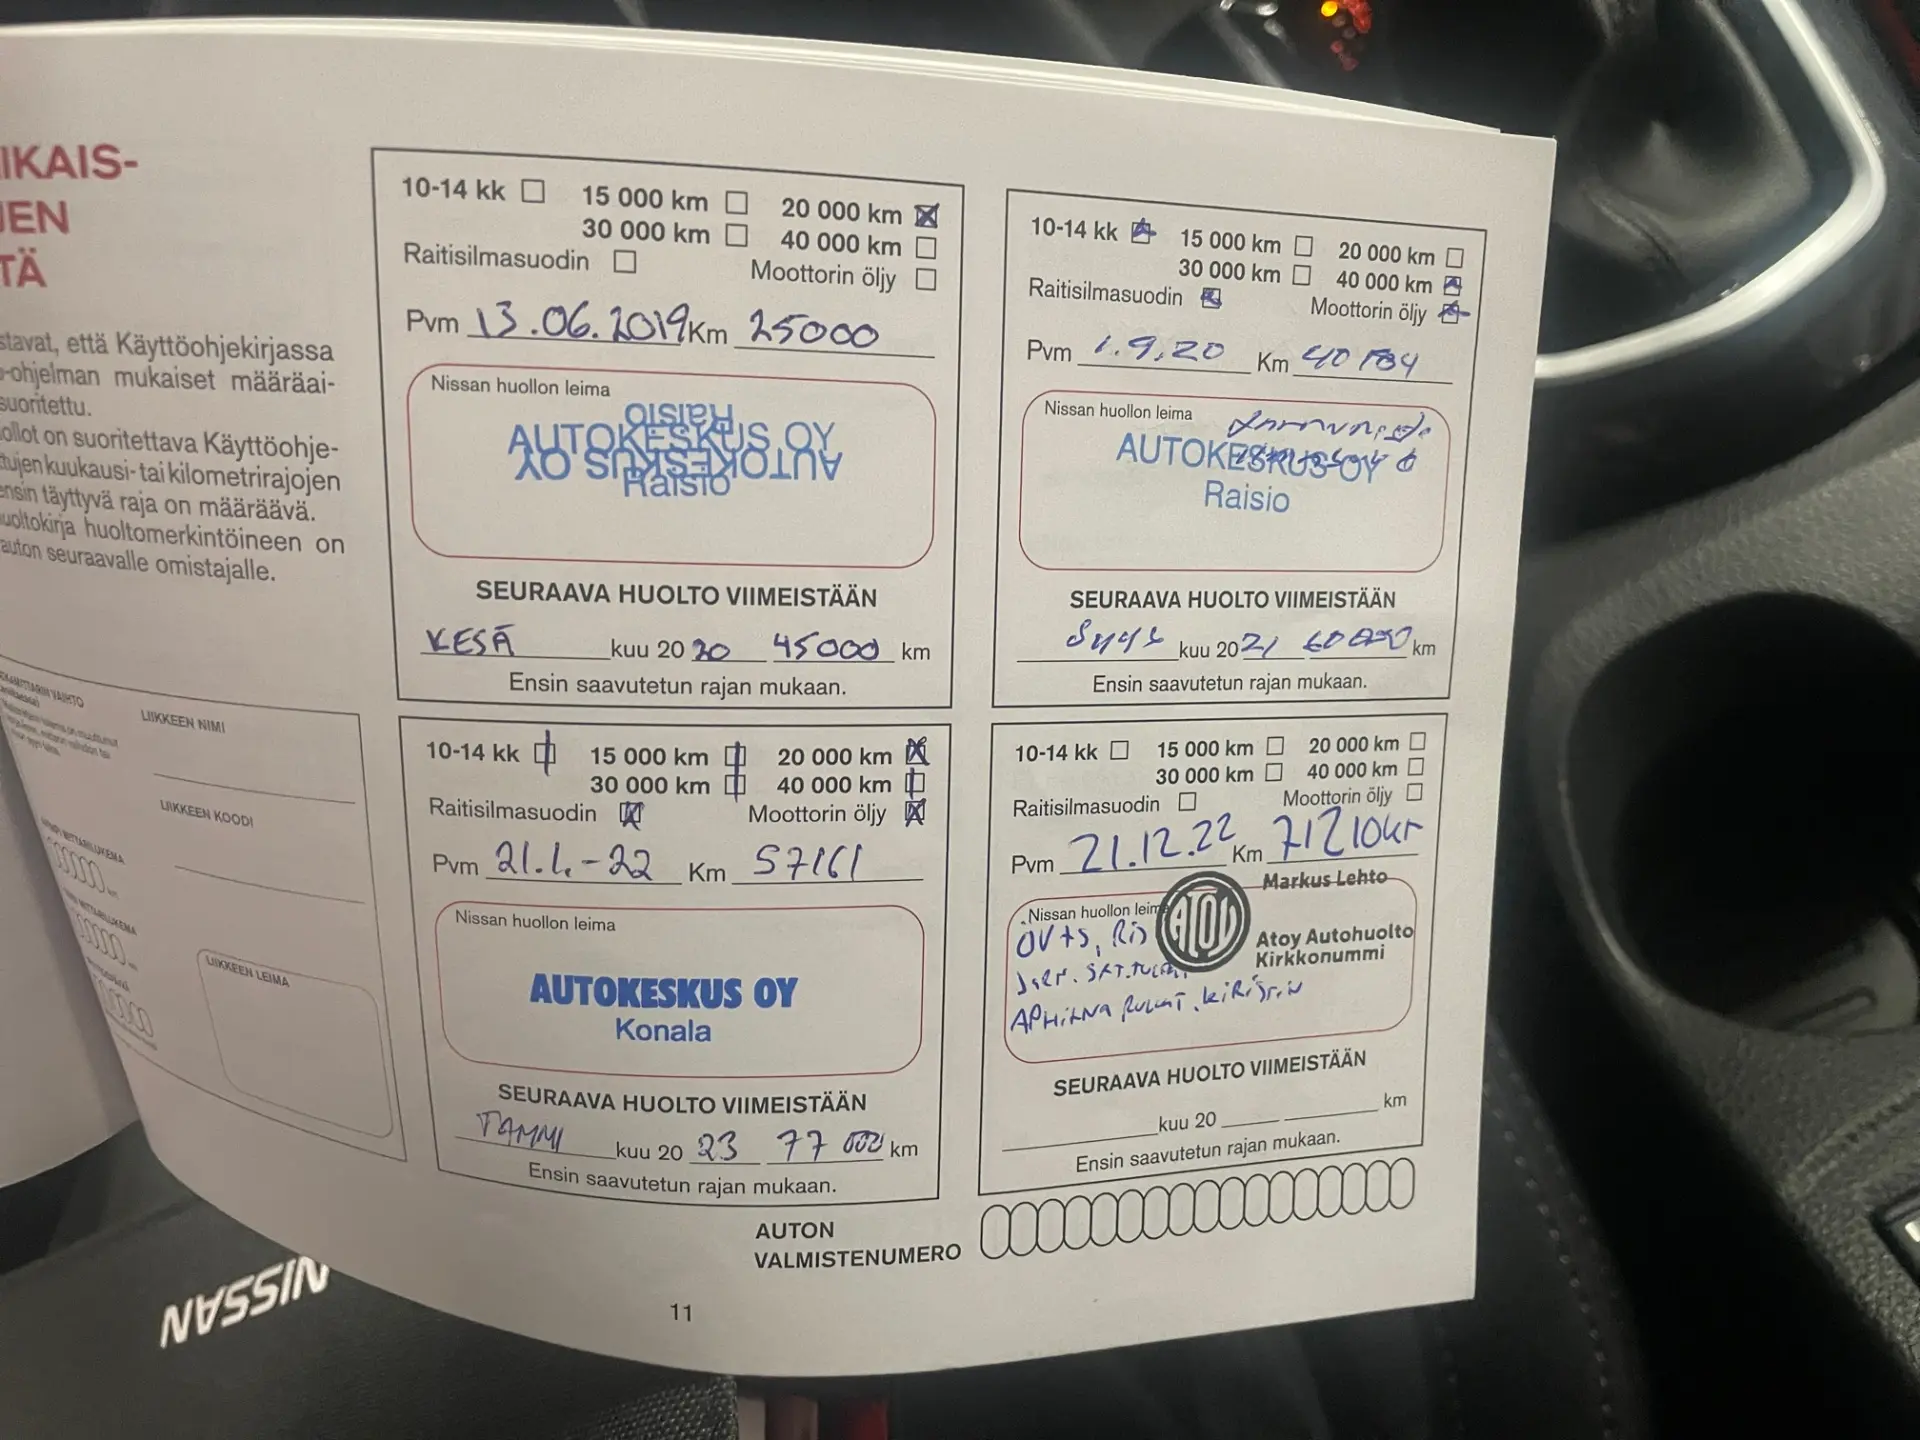 IKAIS-
JEN
TÄ
stavat, että Käyttöohjekirjassa
-ohjelman mukaiset määräai-
suoritettu.
ollot on suoritettava Käyttöohje-
ttujen kuukausi- tai kilometrirajojen
ensin täyttyvä raja on määräävä.
uoltokirja huoltomerkintöineen on
auton seuraavalle omistajalle.
LIIKKEEN NIMI
LIIKKEEN KOODI
LIIKKEEN LEIMA
10-14 kk 15 000 km 20 000 km
30 000 km 40 000 km
Raitisilmasuodin Moottorin öljy
Pvm 13.06.2019 Km 25000
Nissan huollon leima
Raisio
AUTOKESKUS OY
AUTOKESKUS OY
Raisio
SEURAAVA HUOLTO VIIMEISTÄÄN
KESÄ kuu 20 20 45000 km
Ensin saavutetun rajan mukaan.
10-14 kk 15 000 km 20 000 km
30 000 km 40 000 km
Raitisilmasuodin Moottorin öljy
Pvm 1.9.20 Km 40184
Nissan huollon leima
AUTOKESKUS OY
Raisio
SEURAAVA HUOLTO VIIMEISTÄÄN
Syys kuu 20 21 60000 km
Ensin saavutetun rajan mukaan.
10-14 kk 15 000 km 20 000 km
30 000 km 40 000 km
Raitisilmasuodin Moottorin öljy
Pvm 21.1.-22 Km 57161
Nissan huollon leima
AUTOKESKUS OY
Konala
SEURAAVA HUOLTO VIIMEISTÄÄN
TAMMI kuu 20 23 77 000 km
Ensin saavutetun rajan mukaan.
10-14 kk 15 000 km 20 000 km
30 000 km 40 000 km
Raitisilmasuodin Moottorin öljy
Pvm 21.12.22 Km 71210km
Markus Lehto
Nissan huollon leim
ATOY
Atoy Autohuolto
Kirkkonummi
SEURAAVA HUOLTO VIIMEISTÄÄN
kuu 20 km
Ensin saavutetun rajan mukaan.
AUTON
VALMISTENUMERO
11
NISSAN